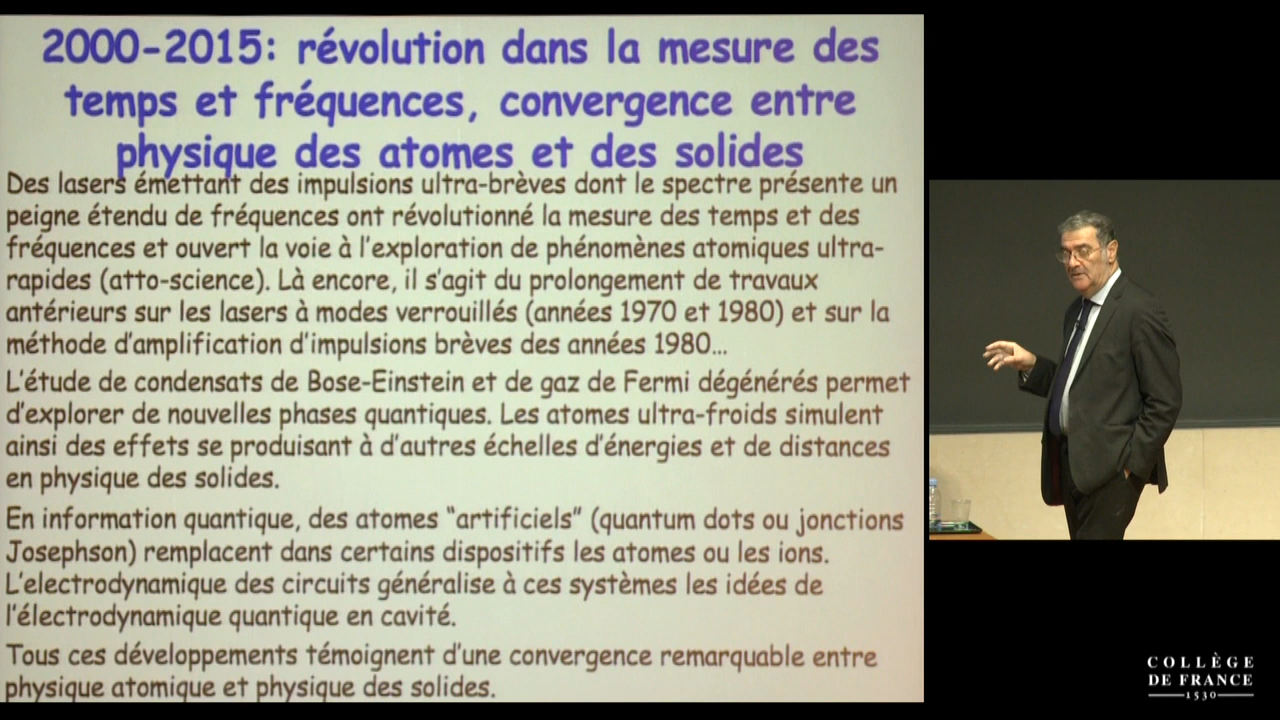 2000-2015: révolution dans la mesure des
temps et fréquences, convergence entre
physique des atomes et des solides
Des lasers émettant des impulsions ultra-brèves dont le spectre présente un
peigne étendu de fréquences ont révolutionné la mesure des temps et des
fréquences et ouvert la voie à l'exploration de phénomènes atomiques ultra-
rapides (atto-science). Là encore, il s'agit du prolongement de travaux
antérieurs sur les lasers à modes verrouillés (années 1970 et 1980) et sur la
méthode d'amplification d'impulsions brèves des années 1980...
L'étude de condensats de Bose-Einstein et de gaz de Fermi dégénérés permet
d'explorer de nouvelles phases quantiques. Les atomes ultra-froids simulent
ainsi des effets se produisant à d'autres échelles d'énergies et de distances
en physique des solides.
En information quantique, des atomes "artificiels" (quantum dots ou jonctions
Josephson) remplacent dans certains dispositifs les atomes ou les ions.
L'electrodynamique des circuits généralise à ces systèmes les idées de
l'électrodynamique quantique en cavité.
Tous ces développements témoignent d'une convergence remarquable entre
physique atomique et physique des solides.
COLLÈGE
DE FRANCE
1530